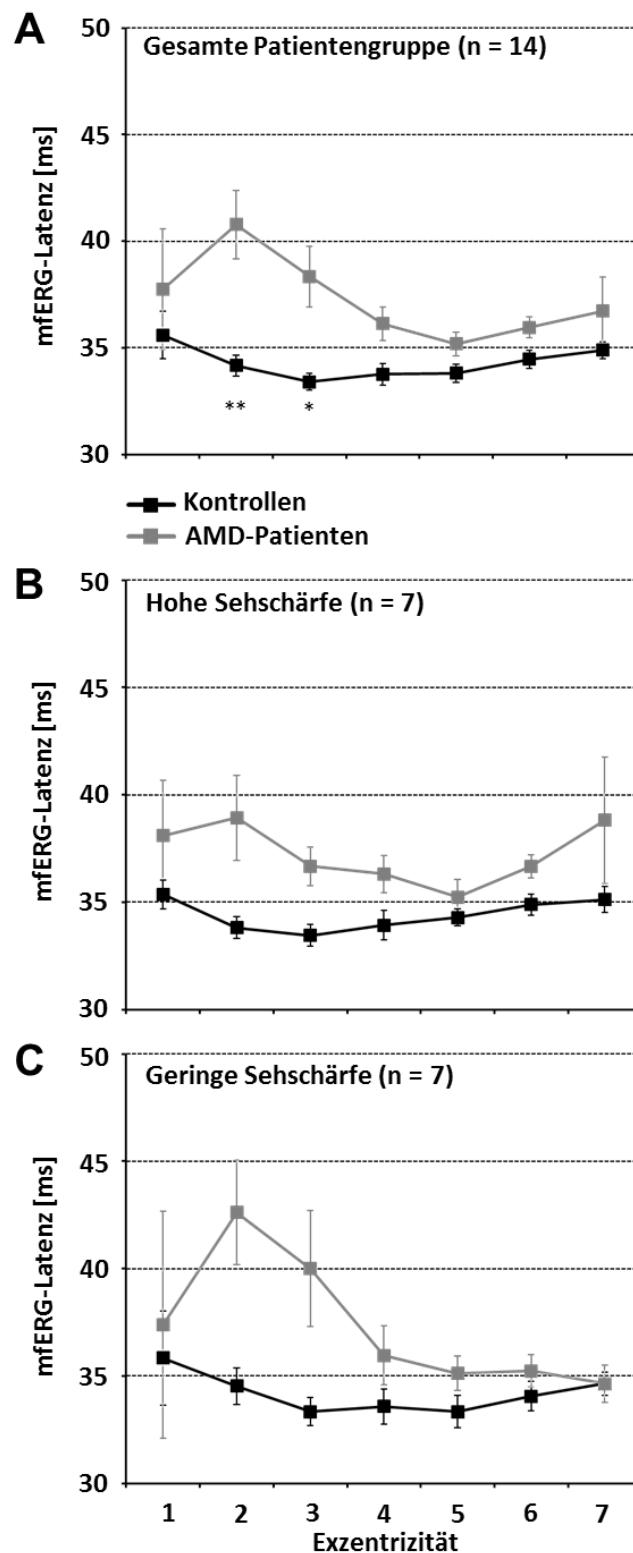 A
Gesamte Patientengruppe (n = 14)
mfERG-Latenz [ms]
50
45
40
35
30
** *
Kontrollen
AMD-Patienten
B
Hohe Sehschärfe (n = 7)
mfERG-Latenz [ms]
50
45
40
35
30
C
Geringe Sehschärfe (n = 7)
mfERG-Latenz [ms]
50
45
40
35
30
1 2 3 4 5 6 7
Exzentrizität